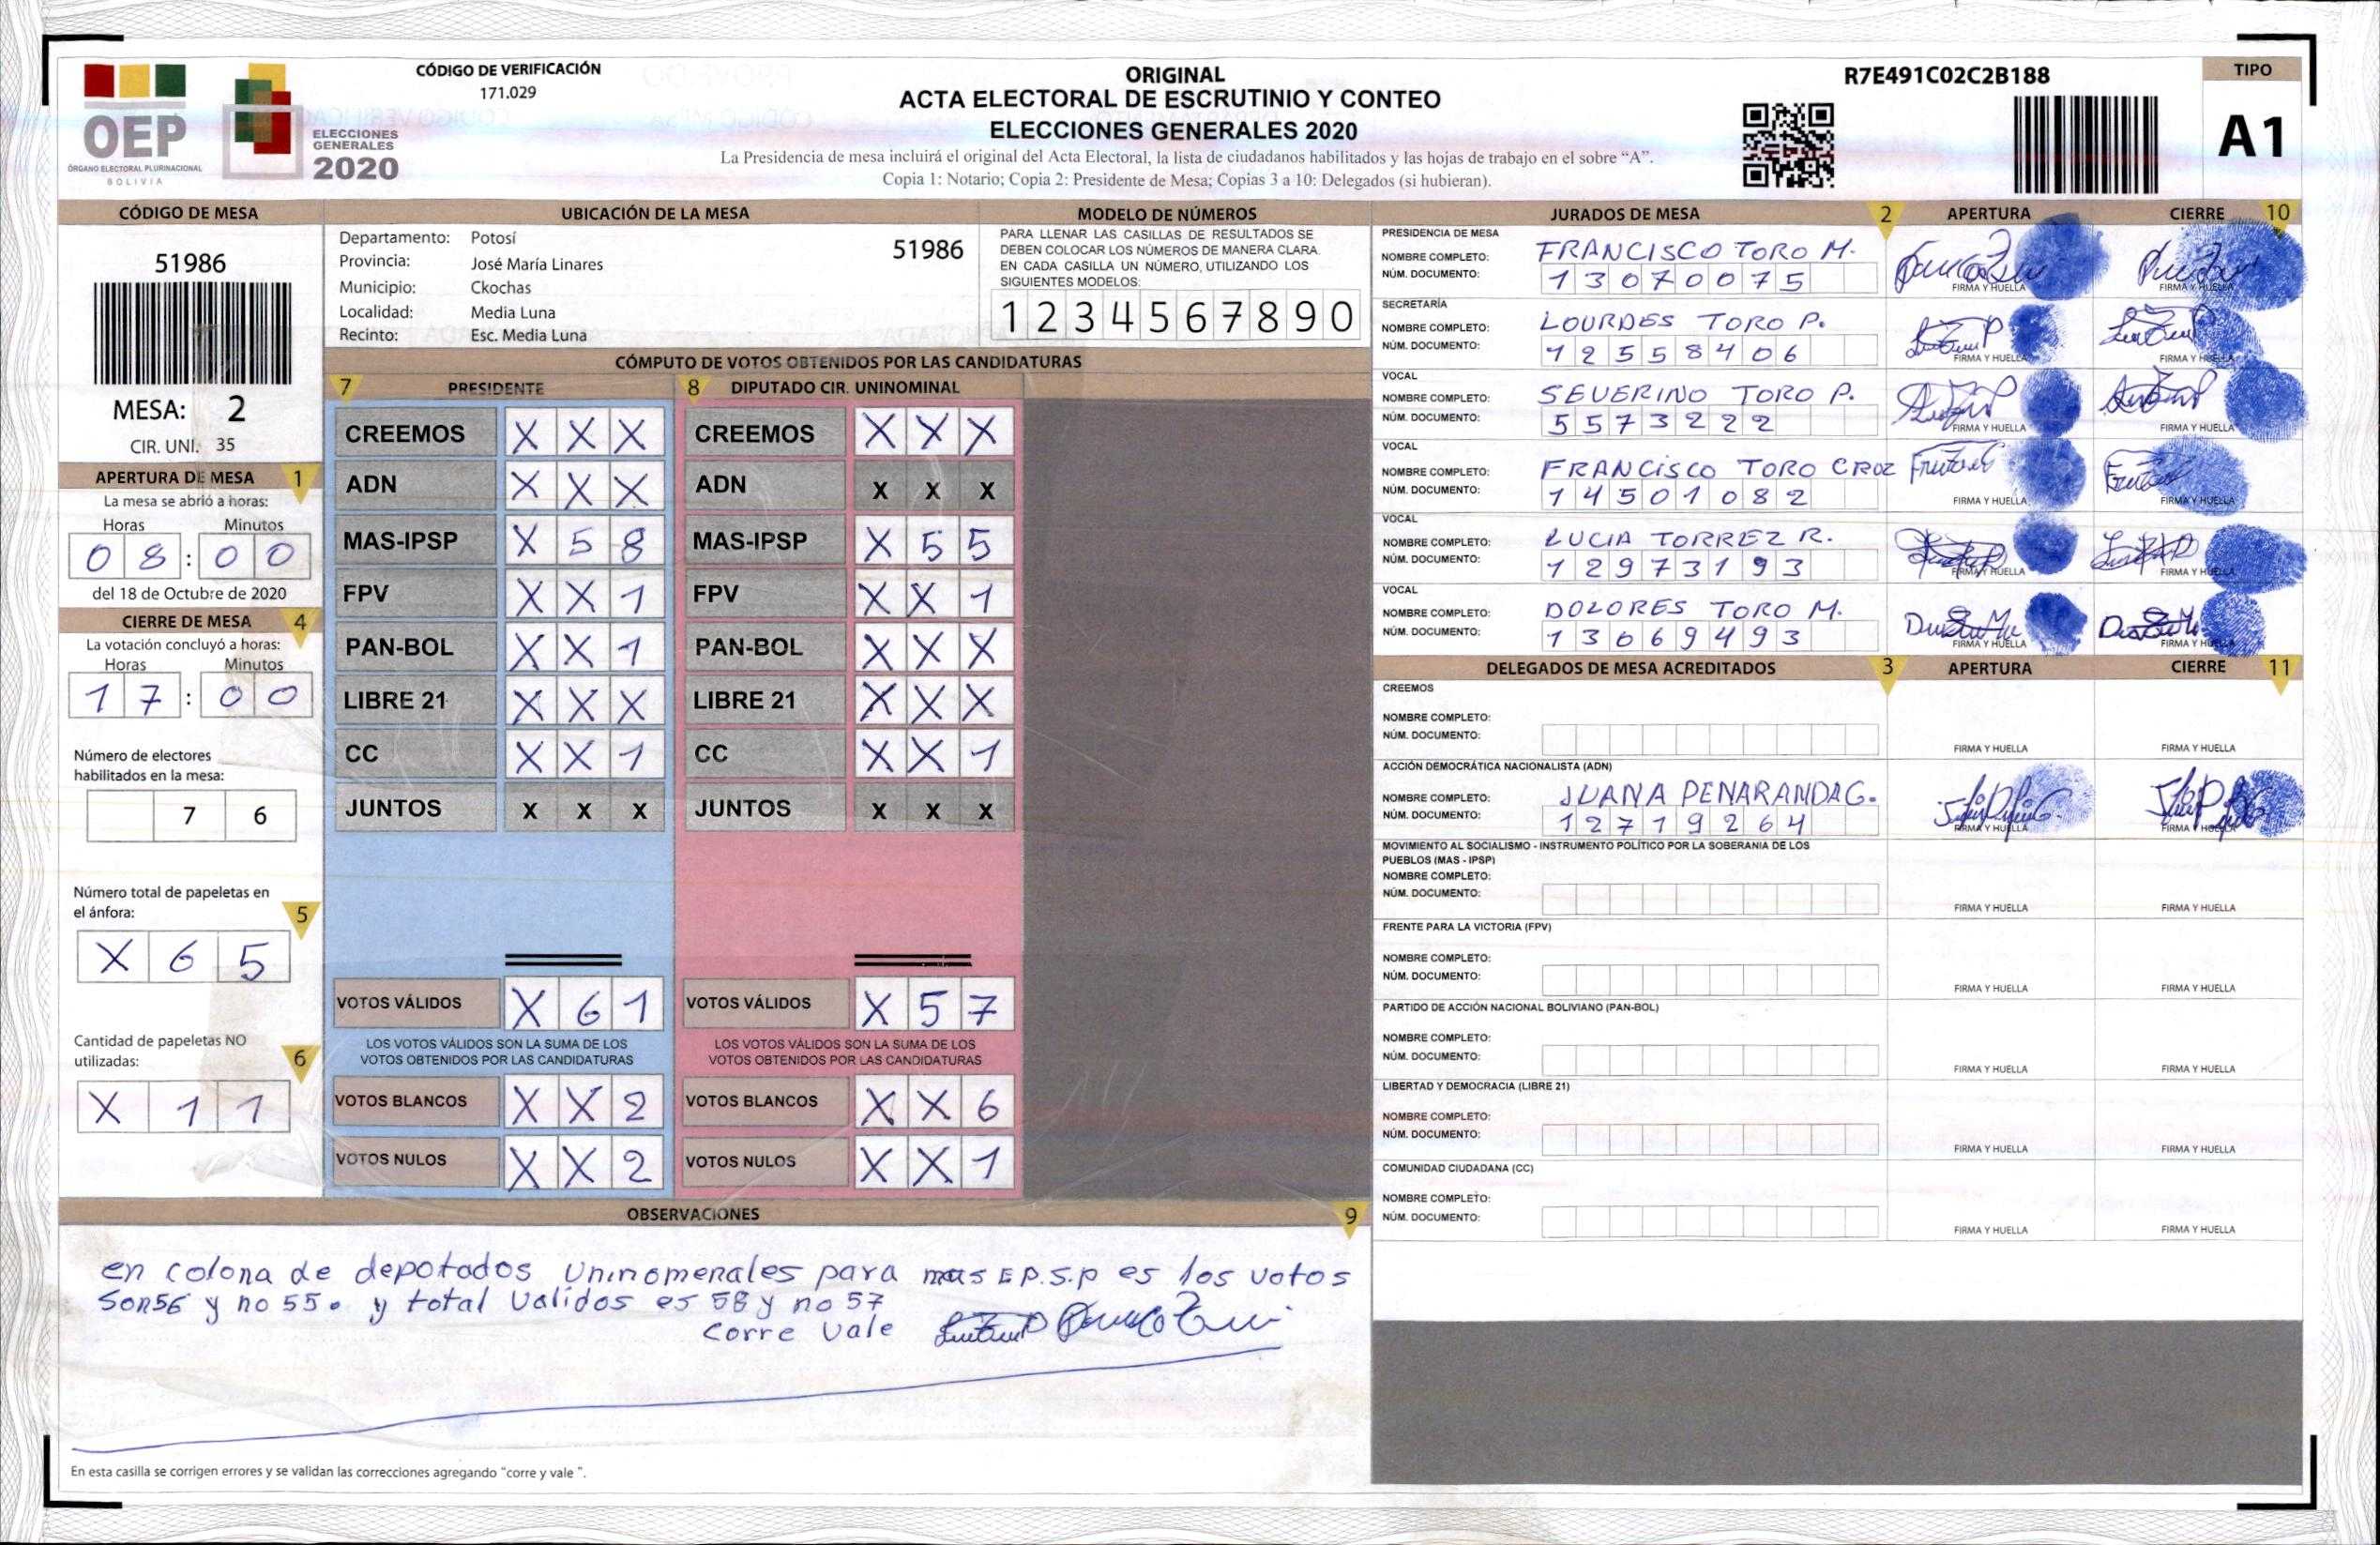 OEP
ÓRGANO ELECTORAL PLURINACIONAL
BOLIVIA
ELECCIONES
GENERALES
2020
CÓDIGO DE VERIFICACIÓN
171.029
ORIGINAL
ACTA ELECTORAL DE ESCRUTINIO Y CONTEO
ELECCIONES GENERALES 2020
La Presidencia de mesa incluirá el original del Acta Electoral, la lista de ciudadanos habilitados y las hojas de trabajo en el sobre “A”.
Copia 1: Notario; Copia 2: Presidente de Mesa; Copias 3 a 10: Delegados (si hubieran).
R7E491C02C2B188
TIPO
A1
CÓDIGO DE MESA
51986
MESA: 2
CIR. UNI. 35
APERTURA DE MESA 1
La mesa se abrió a horas:
Horas Minutos
08:00
del 18 de Octubre de 2020
CIERRE DE MESA 4
La votación concluyó a horas:
Horas Minutos
17:00
Número de electores
habilitados en la mesa:
7 6
Número total de papeletas en
el ánfora: 5
X 6 5
Cantidad de papeletas NO
utilizadas: 6
X 1 1
UBICACIÓN DE LA MESA
Departamento: Potosí 51986
Provincia: José María Linares
Municipio: Ckochas
Localidad: Media Luna
Recinto: Esc. Media Luna
MODELO DE NÚMEROS
PARA LLENAR LAS CASILLAS DE RESULTADOS SE
DEBEN COLOCAR LOS NÚMEROS DE MANERA CLARA.
EN CADA CASILLA UN NÚMERO, UTILIZANDO LOS
SIGUIENTES MODELOS:
1 2 3 4 5 6 7 8 9 0
CÓMPUTO DE VOTOS OBTENIDOS POR LAS CANDIDATURAS
7 PRESIDENTE 8 DIPUTADO CIR. UNINOMINAL
CREEMOS X X X CREEMOS X X X
ADN X X X ADN X X X
MAS-IPSP X 5 8 MAS-IPSP X 5 5
FPV X X 1 FPV X X 1
PAN-BOL X X 1 PAN-BOL X X X
LIBRE 21 X X X LIBRE 21 X X X
CC X X 1 CC X X 1
JUNTOS X X X JUNTOS X X X
VOTOS VÁLIDOS X 6 1 VOTOS VÁLIDOS X 5 7
LOS VOTOS VÁLIDOS SON LA SUMA DE LOS LOS VOTOS VÁLIDOS SON LA SUMA DE LOS
VOTOS OBTENIDOS POR LAS CANDIDATURAS VOTOS OBTENIDOS POR LAS CANDIDATURAS
VOTOS BLANCOS X X 2 VOTOS BLANCOS X X 6
VOTOS NULOS X X 2 VOTOS NULOS X X 1
OBSERVACIONES 9
en colona de depotados Uninomenales para mas E P.S.P es los votos
Son56 y no 55. y total Validos es 58 y no 57
Corre Vale
En esta casilla se corrigen errores y se validan las correcciones agregando “corre y vale ”.
JURADOS DE MESA 2 APERTURA CIERRE 10
PRESIDENCIA DE MESA
NOMBRE COMPLETO: FRANCISCO TORO M.
NÚM. DOCUMENTO: 13070075
FIRMA Y HUELLA FIRMA Y HUELLA
SECRETARÍA
NOMBRE COMPLETO: LOURDES TORO P.
NÚM. DOCUMENTO: 12558406
FIRMA Y HUELLA FIRMA Y HUELLA
VOCAL
NOMBRE COMPLETO: SEVERINO TORO P.
NÚM. DOCUMENTO: 5573222
FIRMA Y HUELLA FIRMA Y HUELLA
VOCAL
NOMBRE COMPLETO: FRANCISCO TORO CROZ
NÚM. DOCUMENTO: 14501082
FIRMA Y HUELLA FIRMA Y HUELLA
VOCAL
NOMBRE COMPLETO: LUCIA TORREZ R.
NÚM. DOCUMENTO: 12973193
FIRMA Y HUELLA FIRMA Y HUELLA
VOCAL
NOMBRE COMPLETO: DOLORES TORO M.
NÚM. DOCUMENTO: 13069493
FIRMA Y HUELLA FIRMA Y HUELLA
DELEGADOS DE MESA ACREDITADOS 3 APERTURA CIERRE 11
CREEMOS
NOMBRE COMPLETO:
NÚM. DOCUMENTO:
FIRMA Y HUELLA FIRMA Y HUELLA
ACCIÓN DEMOCRÁTICA NACIONALISTA (ADN)
NOMBRE COMPLETO: JUANA PENARANDA G.
NÚM. DOCUMENTO: 12719264
FIRMA Y HUELLA FIRMA Y HUELLA
MOVIMIENTO AL SOCIALISMO - INSTRUMENTO POLÍTICO POR LA SOBERANIA DE LOS
PUEBLOS (MAS - IPSP)
NOMBRE COMPLETO:
NÚM. DOCUMENTO:
FIRMA Y HUELLA FIRMA Y HUELLA
FRENTE PARA LA VICTORIA (FPV)
NOMBRE COMPLETO:
NÚM. DOCUMENTO:
FIRMA Y HUELLA FIRMA Y HUELLA
PARTIDO DE ACCIÓN NACIONAL BOLIVIANO (PAN-BOL)
NOMBRE COMPLETO:
NÚM. DOCUMENTO:
FIRMA Y HUELLA FIRMA Y HUELLA
LIBERTAD Y DEMOCRACIA (LIBRE 21)
NOMBRE COMPLETO:
NÚM. DOCUMENTO:
FIRMA Y HUELLA FIRMA Y HUELLA
COMUNIDAD CIUDADANA (CC)
NOMBRE COMPLETO:
NÚM. DOCUMENTO:
FIRMA Y HUELLA FIRMA Y HUELLA